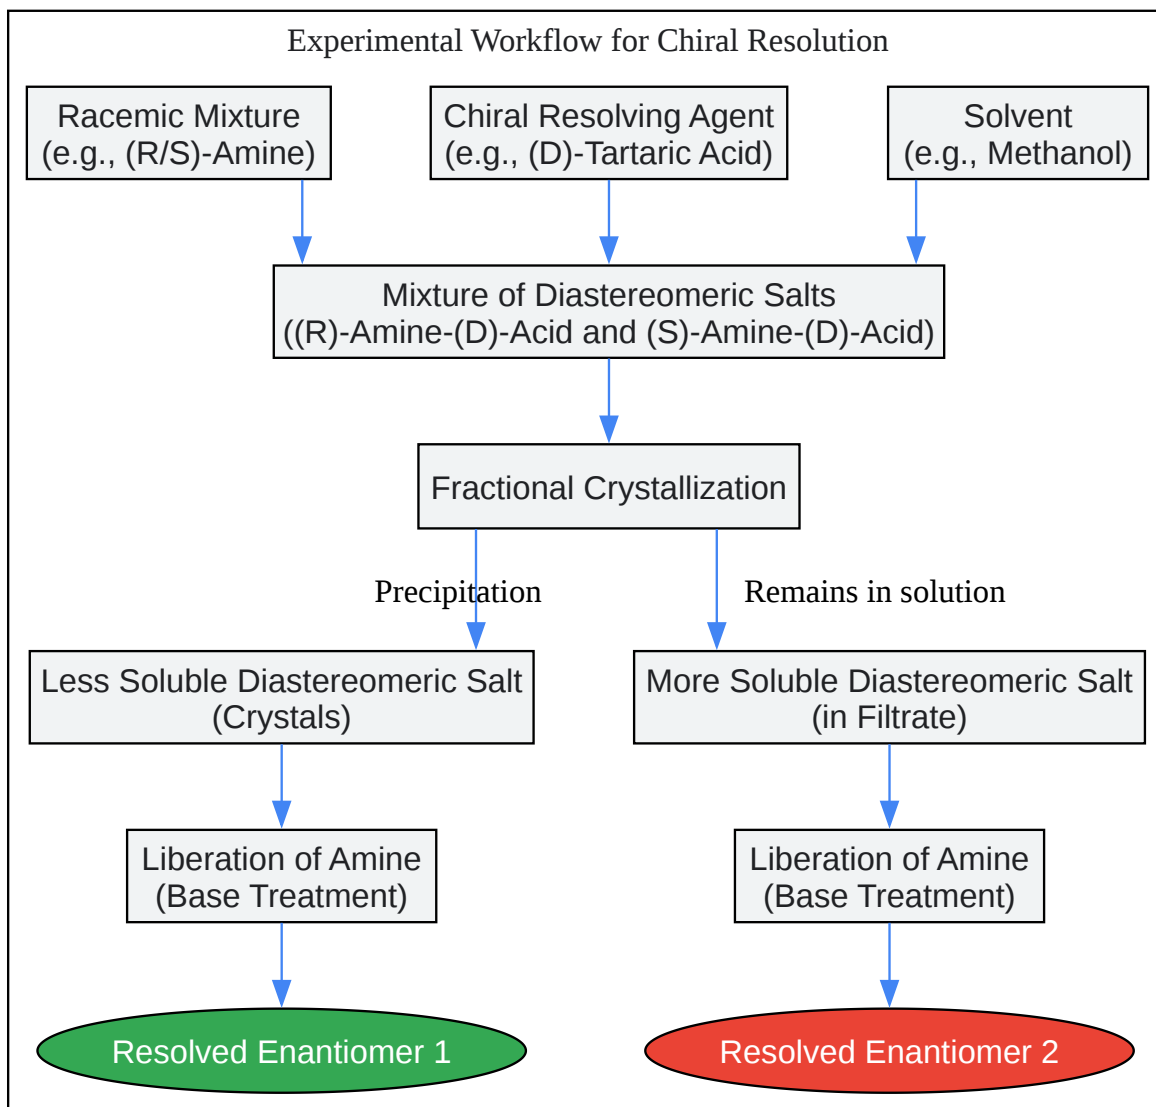 Experimental Workflow for Chiral Resolution
Racemic Mixture
(e.g., (R/S)-Amine)
Chiral Resolving Agent
(e.g., (D)-Tartaric Acid)
Solvent
(e.g., Methanol)
Mixture of Diastereomeric Salts
((R)-Amine-(D)-Acid and (S)-Amine-(D)-Acid)
Fractional Crystallization
Precipitation
Remains in solution
Less Soluble Diastereomeric Salt
(Crystals)
More Soluble Diastereomeric Salt
(in Filtrate)
Liberation of Amine
(Base Treatment)
Liberation of Amine
(Base Treatment)
Resolved Enantiomer 1
Resolved Enantiomer 2